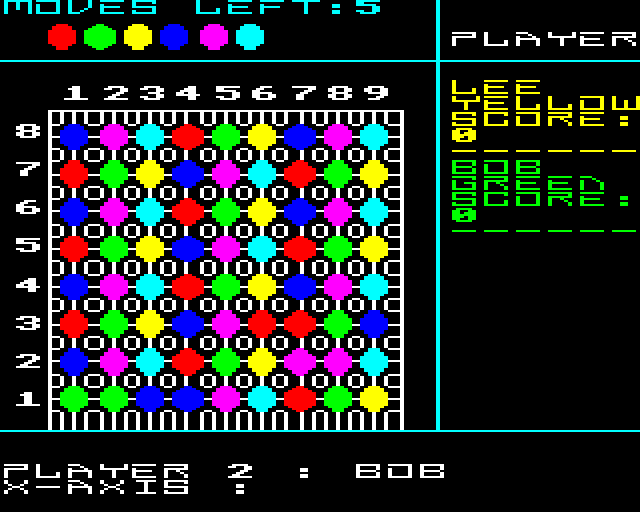 MOVES LEFT:5
PLAYER
1 2 3 4 5 6 7 8 9
LEE
YELLOW
SCORE:
0
------
BOB
GREED
SCORE:
0
------
8
7
6
5
4
3
2
1
PLAYER 2 : BOB
X-AXIS :